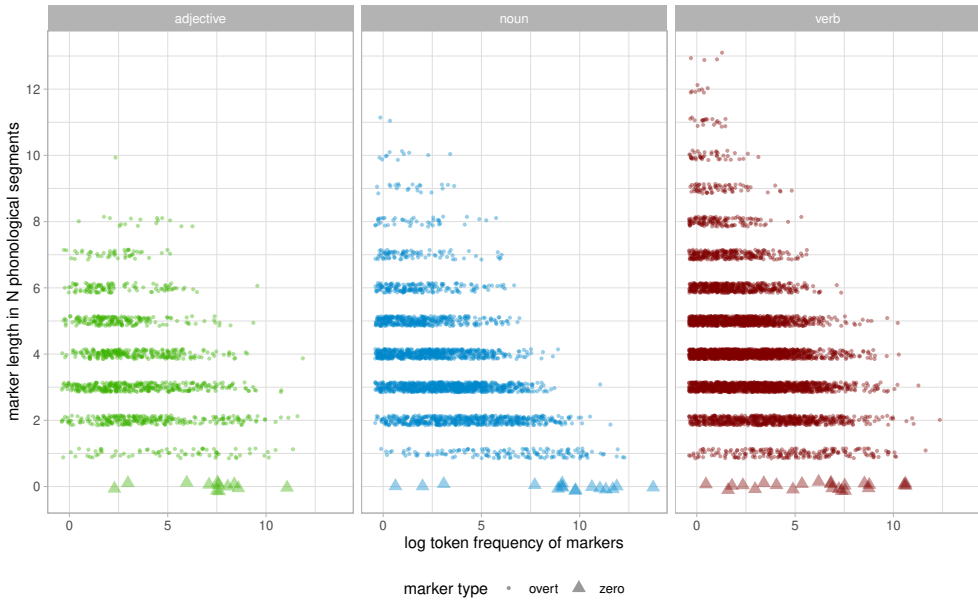 adjective noun verb
marker length in N phonological segments
12
10
8
6
4
2
0
0 5 10 0 5 10 0 5 10
log token frequency of markers
marker type overt zero